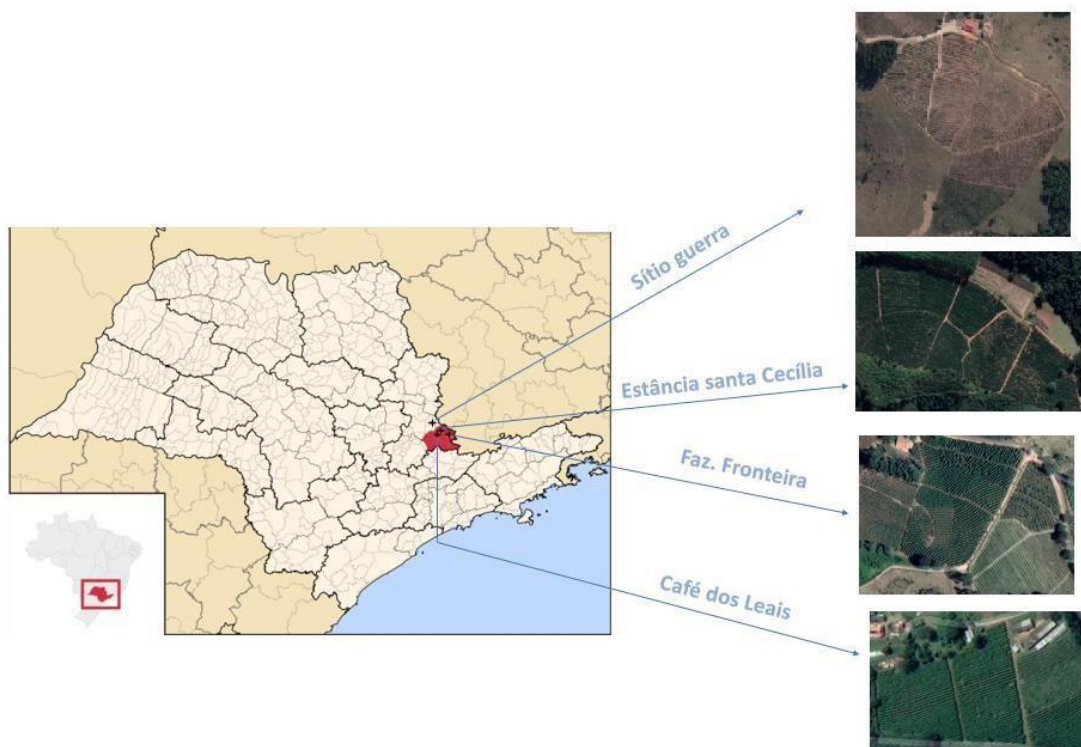 Sítio guerra
Estância santa Cecília
Faz. Fronteira
Café dos Leais